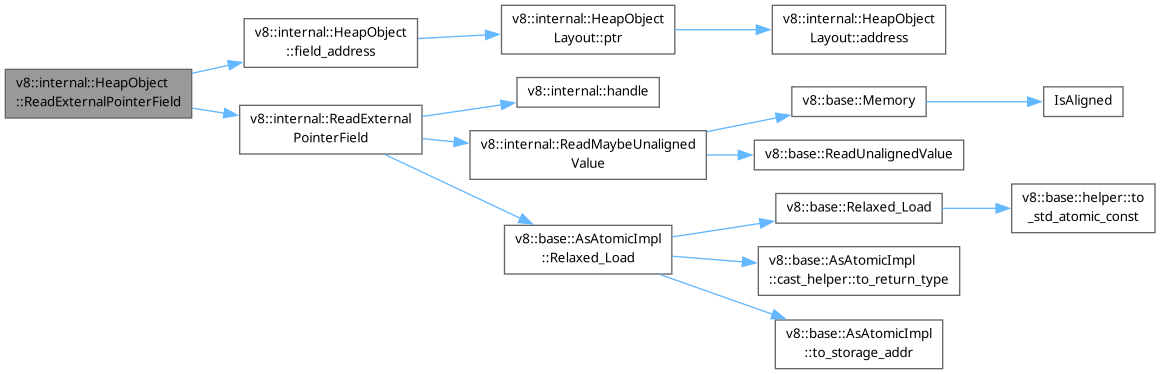 v8::internal::HeapObject
::ReadExternalPointerField
v8::internal::HeapObject
::field_address
v8::internal::HeapObject
Layout::ptr
v8::internal::HeapObject
Layout::address
v8::internal::ReadExternal
PointerField
v8::internal::handle
v8::internal::ReadMaybeUnaligned
Value
v8::base::Memory
IsAligned
v8::base::ReadUnalignedValue
v8::base::AsAtomicImpl
::Relaxed_Load
v8::base::Relaxed_Load
v8::base::helper::to
_std_atomic_const
v8::base::AsAtomicImpl
::cast_helper::to_return_type
v8::base::AsAtomicImpl
::to_storage_addr